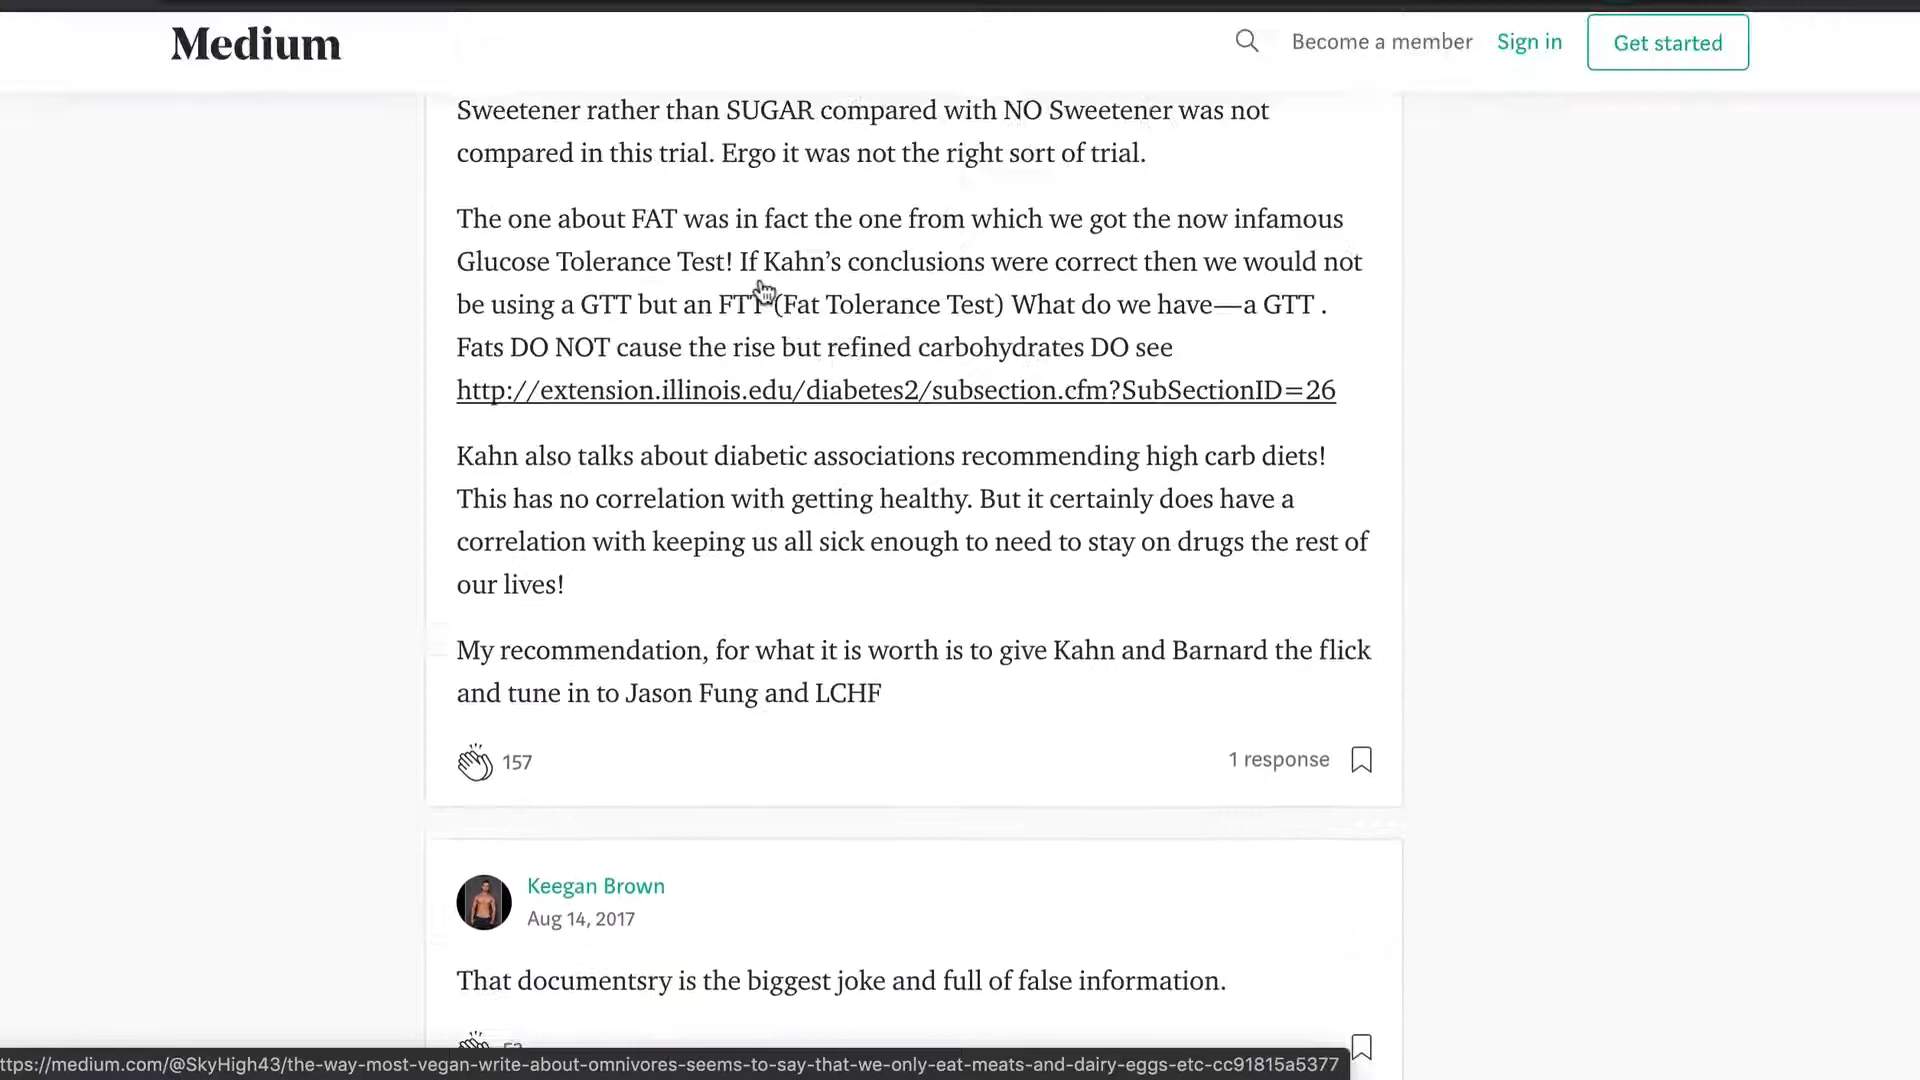 Medium
Become a member
Sign in
Get started
Sweetener rather than SUGAR compared with NO Sweetener was not
compared in this trial. Ergo it was not the right sort of trial.
The one about FAT was in fact the one from which we got the now infamous
Glucose Tolerance Test! If Kahn’s conclusions were correct then we would not
be using a GTT but an FTT (Fat Tolerance Test) What do we have—a GTT .
Fats DO NOT cause the rise but refined carbohydrates DO see
http://extension.illinois.edu/diabetes2/subsection.cfm?SubSectionID=26
Kahn also talks about diabetic associations recommending high carb diets!
This has no correlation with getting healthy. But it certainly does have a
correlation with keeping us all sick enough to need to stay on drugs the rest of
our lives!
My recommendation, for what it is worth is to give Kahn and Barnard the flick
and tune in to Jason Fung and LCHF
157
1 response
Keegan Brown
Aug 14, 2017
That documentsry is the biggest joke and full of false information.
ttps://medium.com/@SkyHigh43/the-way-most-vegan-write-about-omnivores-seems-to-say-that-we-only-eat-meats-and-dairy-eggs-etc-cc91815a5377